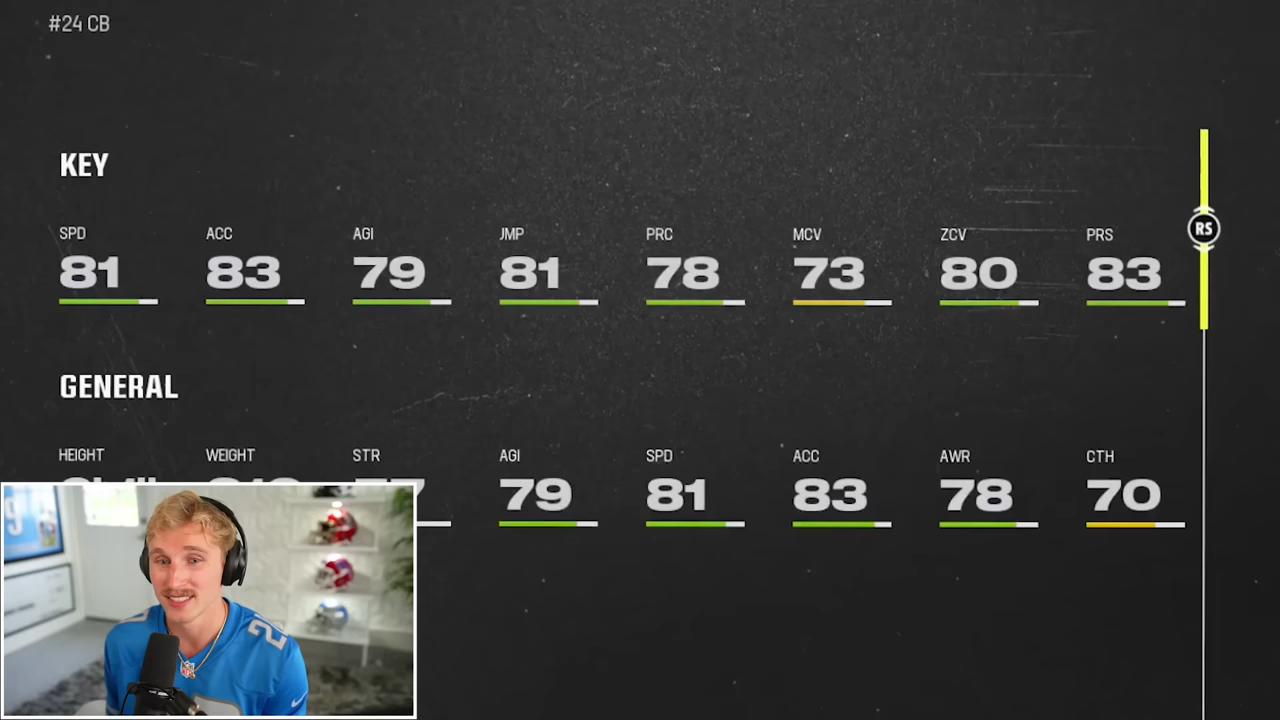 #24 CB
KEY
SPD ACC AGI JMP PRC MCV ZCV PRS
81 83 79 81 78 73 80 83
RS
GENERAL
HEIGHT WEIGHT STR AGI SPD ACC AWR CTH
79 81 83 78 70
NFL